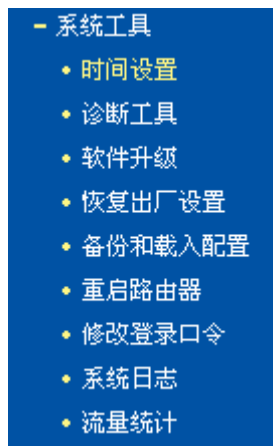 – 系统工具
• 时间设置
• 诊断工具
• 软件升级
• 恢复出厂设置
• 备份和载入配置
• 重启路由器
• 修改登录口令
• 系统日志
• 流量统计